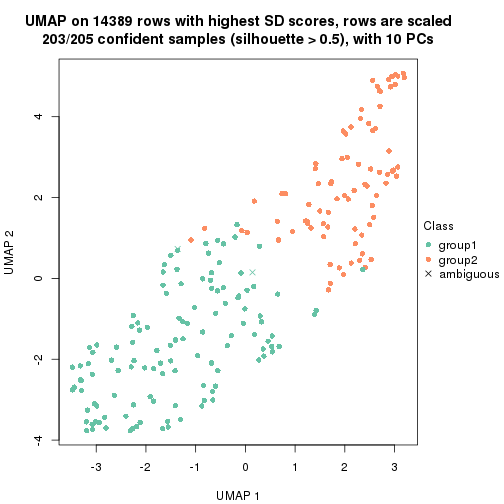 UMAP on 14389 rows with highest SD scores, rows are scaled
203/205 confident samples (silhouette > 0.5), with 10 PCs
4
2
0
-2
-4
UMAP 2
Class
group1
group2
ambiguous
-3 -2 -1 0 1 2 3
UMAP 1